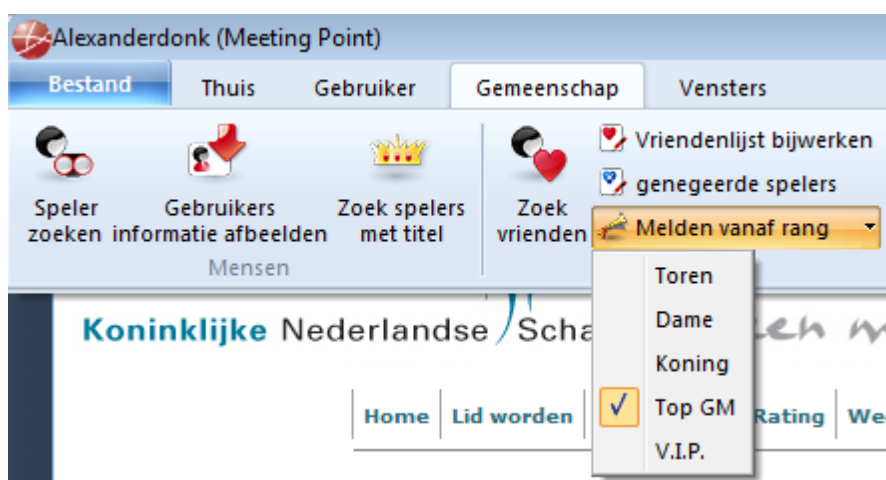 Alexanderdonk (Meeting Point)
Bestand Thuis Gebruiker Gemeenschap Vensters
Speler zoeken
Gebruikers informatie afbeelden
Zoek spelers met titel
Mensen
Zoek vrienden
Vriendenlijst bijwerken
genegeerde spelers
Melden vanaf rang
Toren
Dame
Koning
Top GM
V.I.P.
Koninklijke Nederlandse Scha
Home Lid worden Rating We